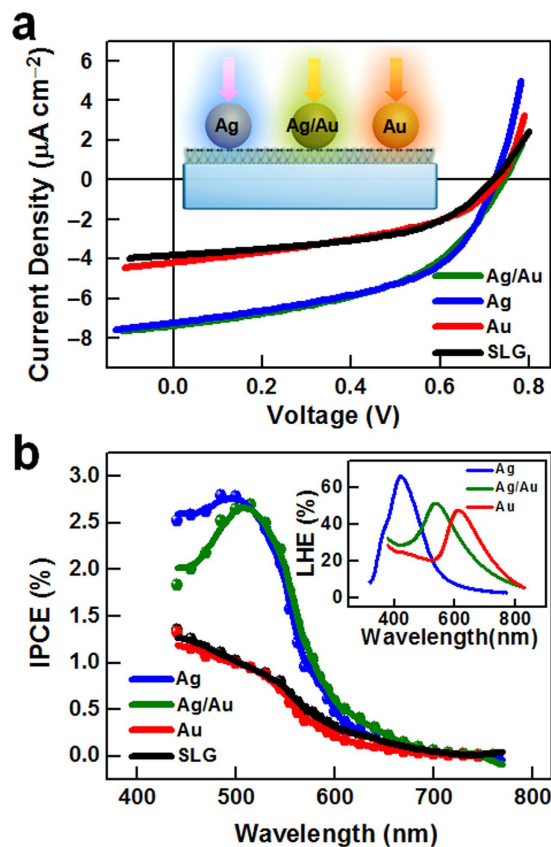 a
Current Density (μA cm⁻²)
6
4
2
0
−2
−4
−6
−8
Ag
Ag/Au
Au
Ag/Au
Ag
Au
SLG
0.0 0.2 0.4 0.6 0.8
Voltage (V)
b
IPCE (%)
3.0
2.5
2.0
1.5
1.0
0.5
0.0
LHE (%)
60
40
20
0
Ag
Ag/Au
Au
400 600 800
Wavelength(nm)
Ag
Ag/Au
Au
SLG
400 500 600 700 800
Wavelength (nm)